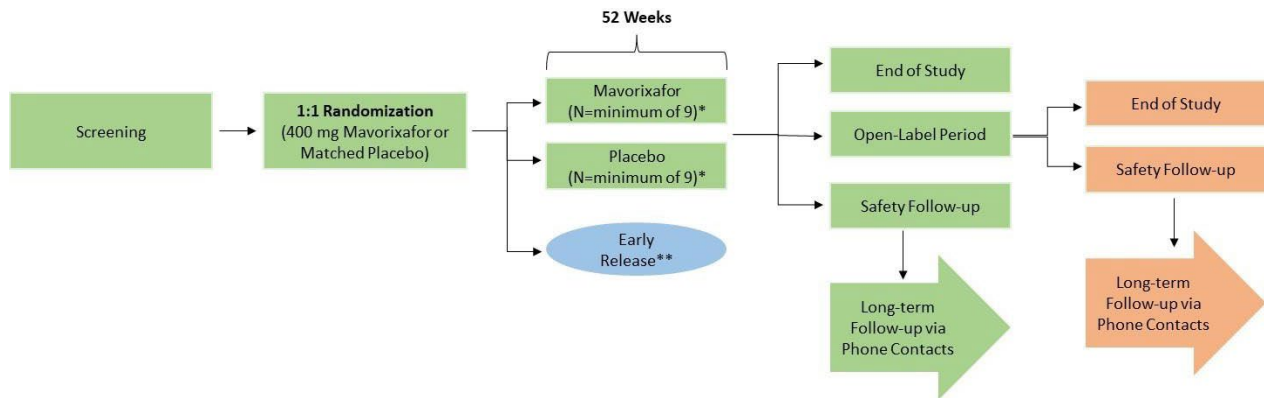 52 Weeks
Screening
1:1 Randomization
(400 mg Mavorixafor or
Matched Placebo)
Mavorixafor
(N=minimum of 9)*
Placebo
(N=minimum of 9)*
Early
Release**
End of Study
Open-Label Period
Safety Follow-up
Long-term
Follow-up via
Phone Contacts
End of Study
Safety Follow-up
Long-term
Follow-up via
Phone Contacts